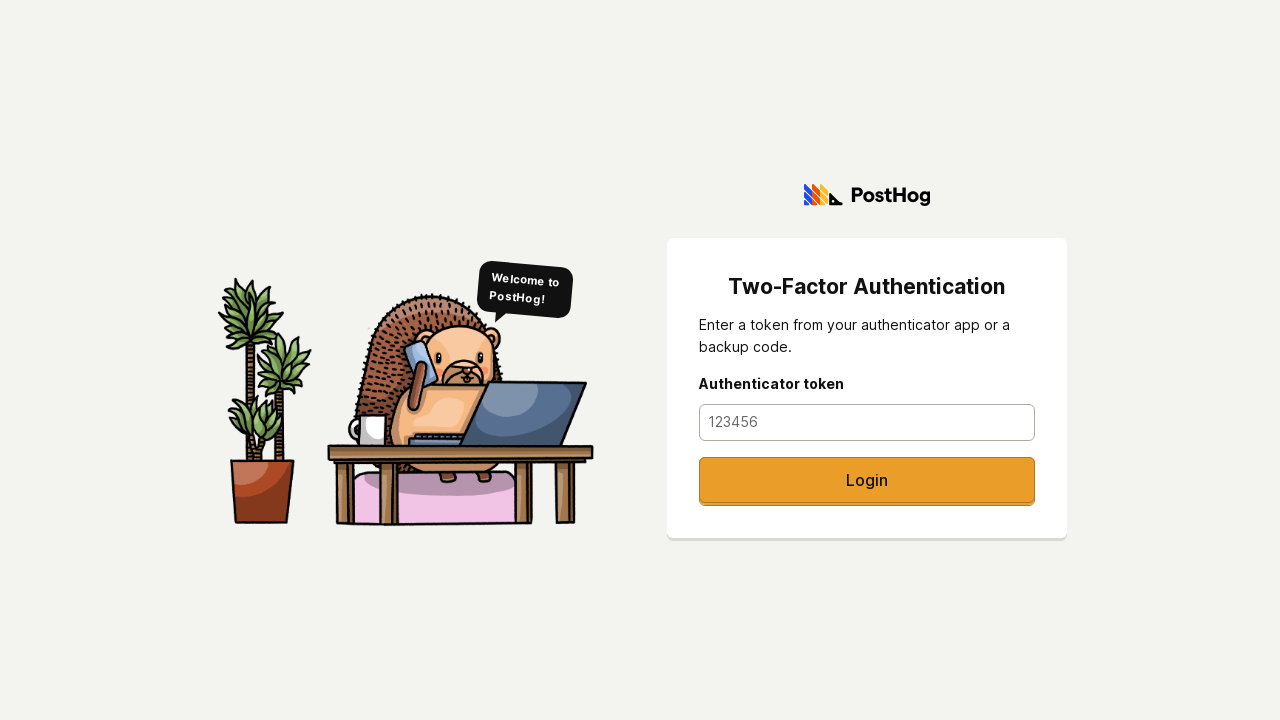 PostHog
Welcome to
PostHog!
Two-Factor Authentication
Enter a token from your authenticator app or a
backup code.
Authenticator token
123456
Login